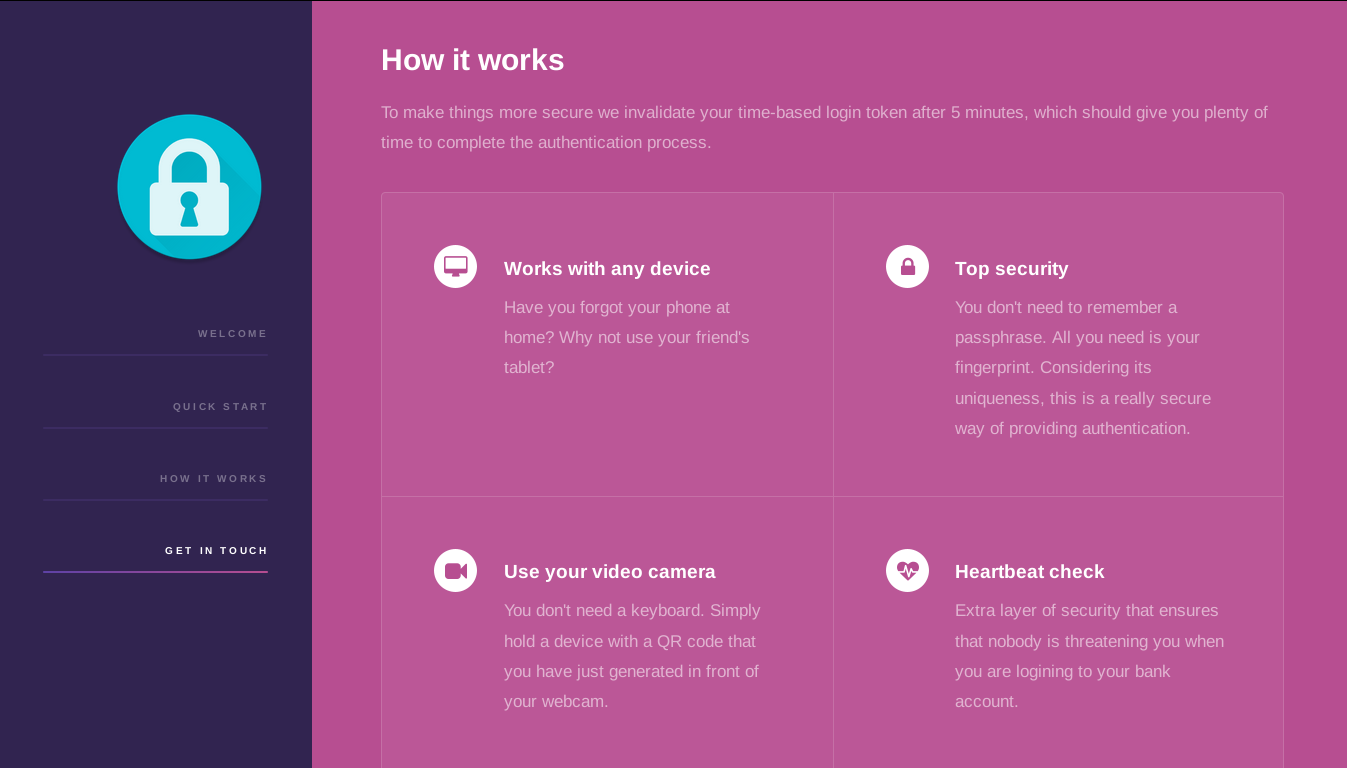 WELCOME
QUICK START
HOW IT WORKS
GET IN TOUCH
How it works
To make things more secure we invalidate your time-based login token after 5 minutes, which should give you plenty of
time to complete the authentication process.
Works with any device
Have you forgot your phone at
home? Why not use your friend's
tablet?
Top security
You don't need to remember a
passphrase. All you need is your
fingerprint. Considering its
uniqueness, this is a really secure
way of providing authentication.
Use your video camera
You don't need a keyboard. Simply
hold a device with a QR code that
you have just generated in front of
your webcam.
Heartbeat check
Extra layer of security that ensures
that nobody is threatening you when
you are logining to your bank
account.